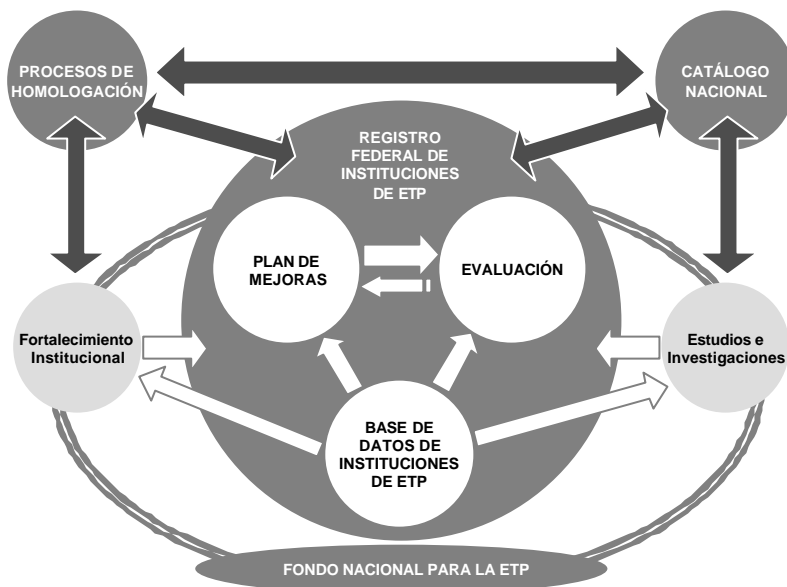 PROCESOS DE
HOMOLOGACIÓN
CATÁLOGO
NACIONAL
REGISTRO
FEDERAL DE
INSTITUCIONES
DE ETP
PLAN DE
MEJORAS
EVALUACIÓN
Fortalecimiento
Institucional
Estudios e
Investigaciones
BASE DE
DATOS DE
INSTITUCIONES
DE ETP
FONDO NACIONAL PARA LA ETP